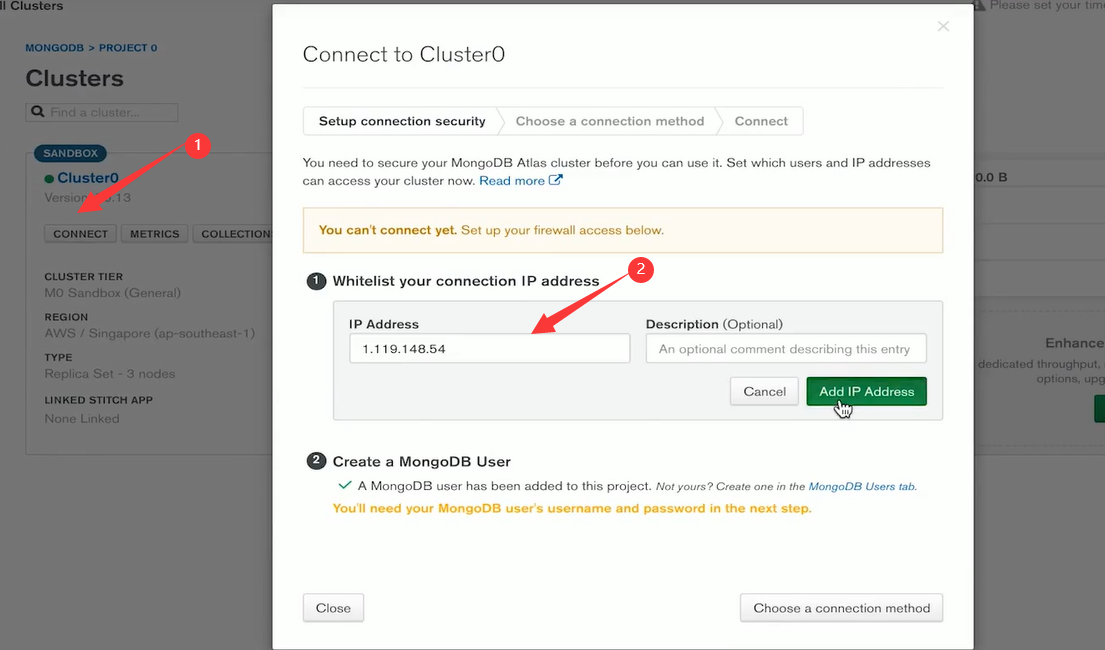 ll Clusters
Please set your time
MONGODB > PROJECT 0
Clusters
Find a cluster...
SANDBOX
Cluster0
CONNECT
METRICS
COLLECTION
CLUSTER TIER
M0 Sandbox (General)
REGION
AWS / Singapore (ap-southeast-1)
TYPE
Replica Set - 3 nodes
LINKED STITCH APP
None Linked
1
Connect to Cluster0
Setup connection security
Choose a connection method
Connect
You need to secure your MongoDB Atlas cluster before you can use it. Set which users and IP addresses
can access your cluster now. Read more
You can't connect yet. Set up your firewall access below.
1 Whitelist your connection IP address
2
IP Address
1.119.148.54
Description (Optional)
An optional comment describing this entry
Cancel
Add IP Address
2 Create a MongoDB User
A MongoDB user has been added to this project. Not yours? Create one in the MongoDB Users tab.
You'll need your MongoDB user's username and password in the next step.
Close
Choose a connection method
0.0 B
Enhance
dedicated throughput,
options, upg